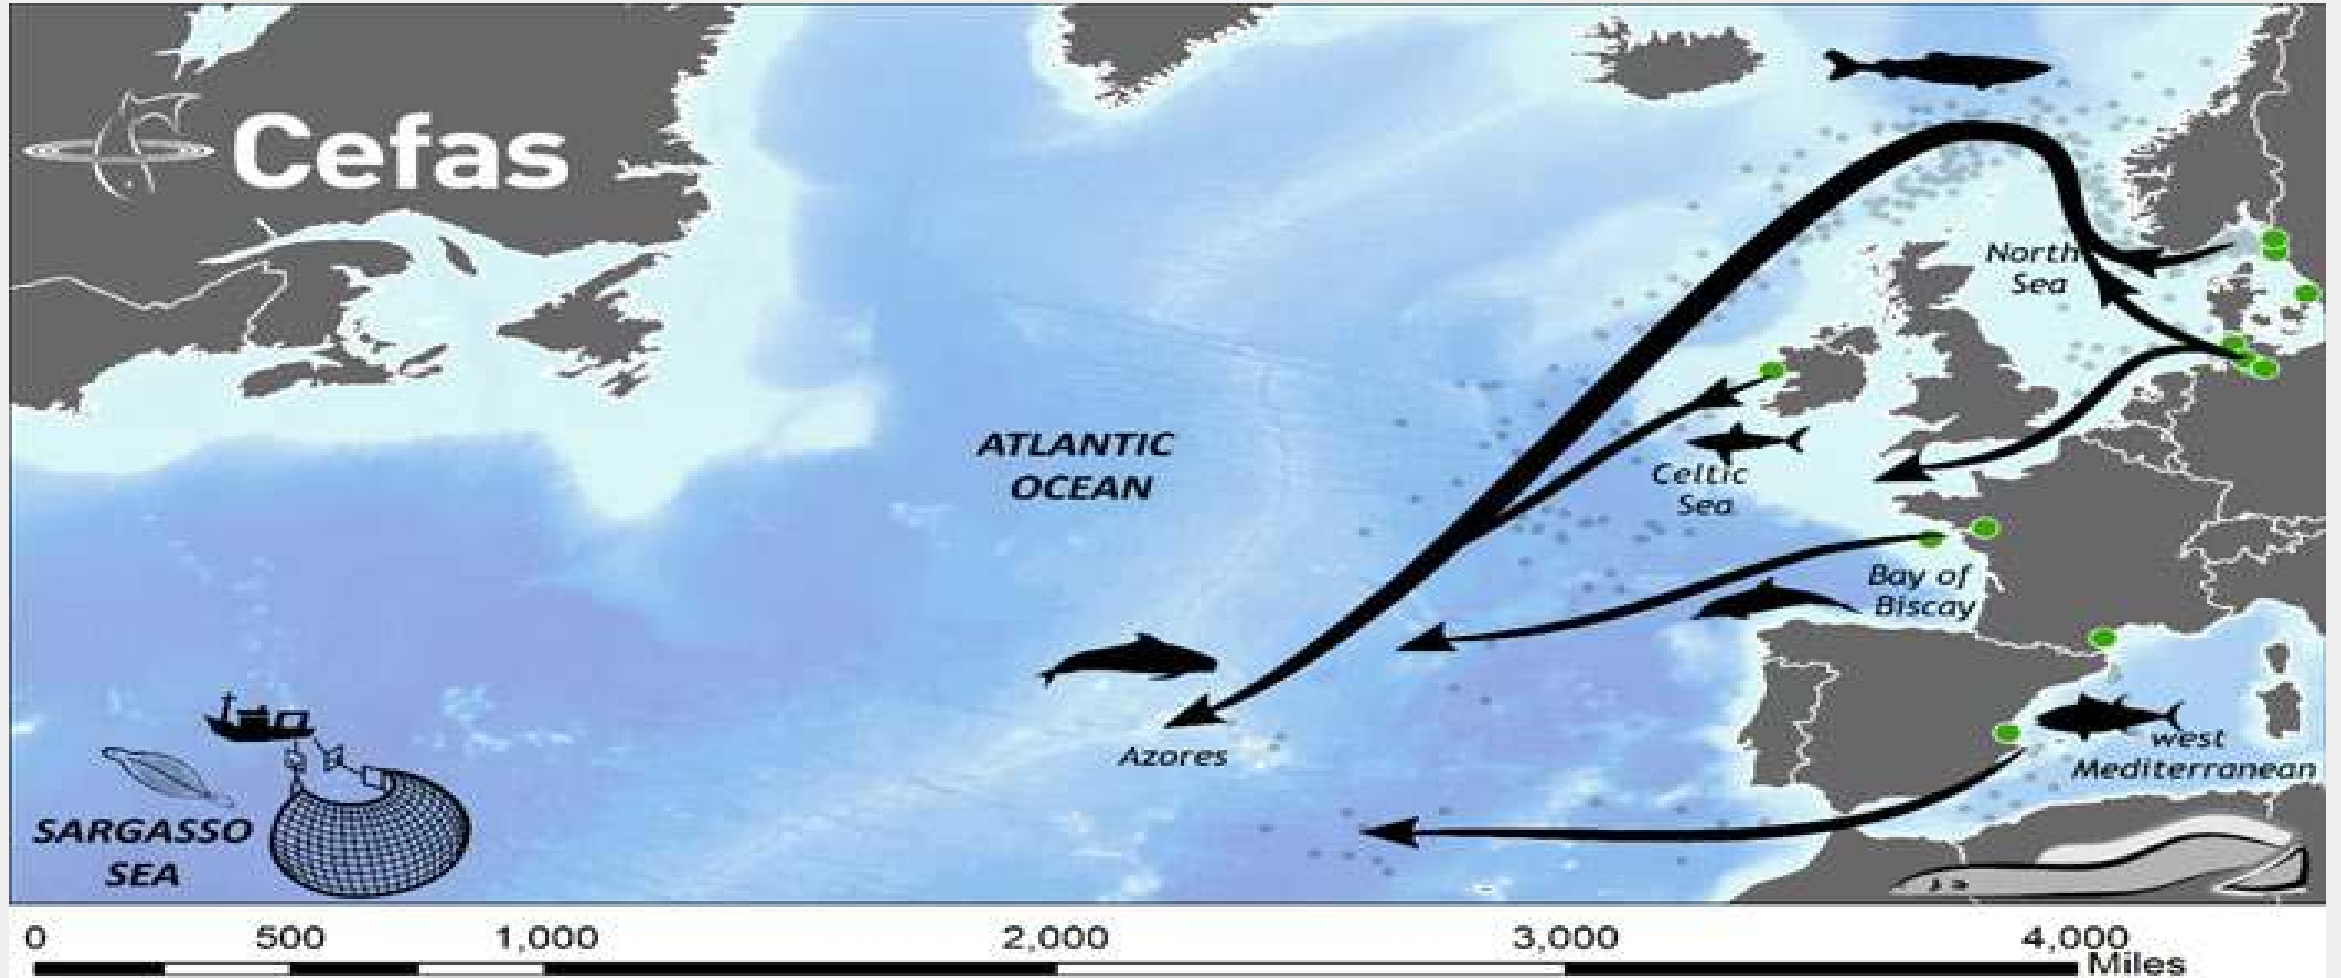 Cefas
North
Sea
ATLANTIC
OCEAN
Celtic
Sea
Bay of
Biscay
Azores
west
Mediterranean
SARGASSO
SEA
0 500 1,000 2,000 3,000 4,000
Miles